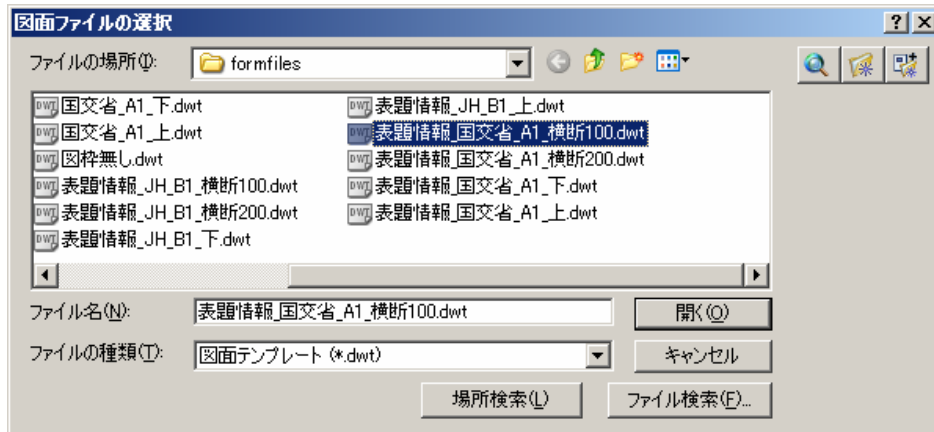 図面ファイルの選択
ファイルの場所(I): formfiles
国交省_A1_下.dwt
国交省_A1_上.dwt
図枠無し.dwt
表題情報_JH_B1_横断100.dwt
表題情報_JH_B1_横断200.dwt
表題情報_JH_B1_下.dwt
表題情報_JH_B1_上.dwt
表題情報_国交省_A1_横断100.dwt
表題情報_国交省_A1_横断200.dwt
表題情報_国交省_A1_下.dwt
表題情報_国交省_A1_上.dwt
ファイル名(N): 表題情報_国交省_A1_横断100.dwt 開く(O)
ファイルの種類(T): 図面テンプレート (*.dwt) キャンセル
場所検索(L) ファイル検索(F)...